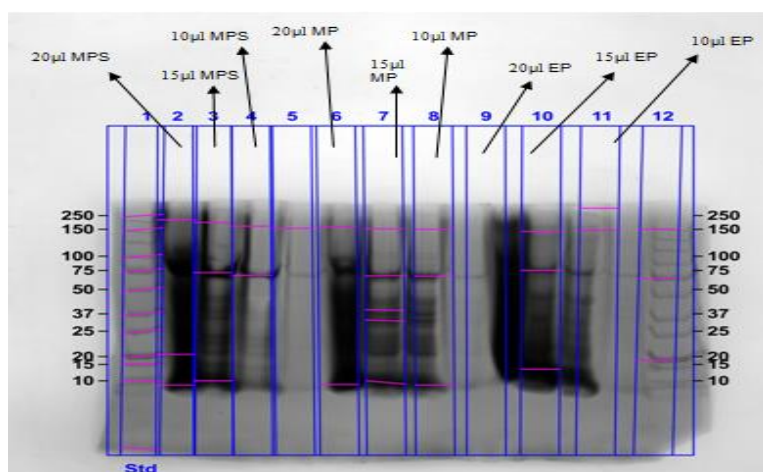 10µl MPS
20µl MP
10µl MP
10µl EP
20µl MPS
15µl MPS
15µl
MP
20µl EP
15µl EP
1 2 3 4 5 6 7 8 9 10 11 12
250 250
150 150
100 100
75 75
50 50
37 37
25 25
20 20
15 15
10 10
Std